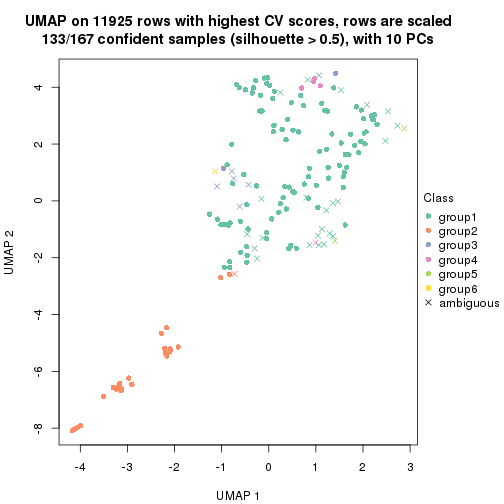 UMAP on 11925 rows with highest CV scores, rows are scaled
133/167 confident samples (silhouette > 0.5), with 10 PCs
4
2
0
-2
-4
-6
-8
UMAP 2
-4
-3
-2
-1
0
1
2
3
UMAP 1
Class
group1
group2
group3
group4
group5
group6
ambiguous